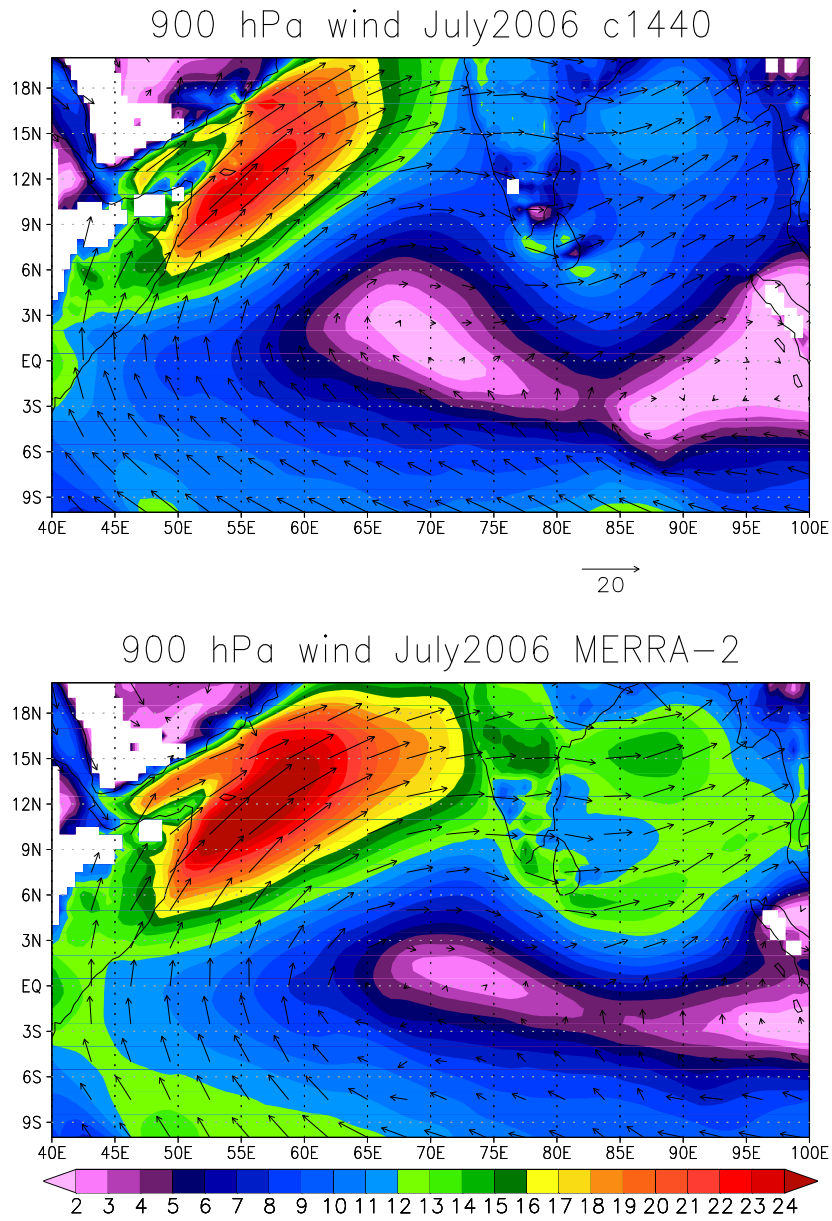 900 hPa wind July2006 c1440
18N
15N
12N
9N
6N
3N
EQ
3S
6S
9S
40E 45E 50E 55E 60E 65E 70E 75E 80E 85E 90E 95E 100E
20
900 hPa wind July2006 MERRA-2
18N
15N
12N
9N
6N
3N
EQ
3S
6S
9S
40E 45E 50E 55E 60E 65E 70E 75E 80E 85E 90E 95E 100E
2 3 4 5 6 7 8 9 10 11 12 13 14 15 16 17 18 19 20 21 22 23 24